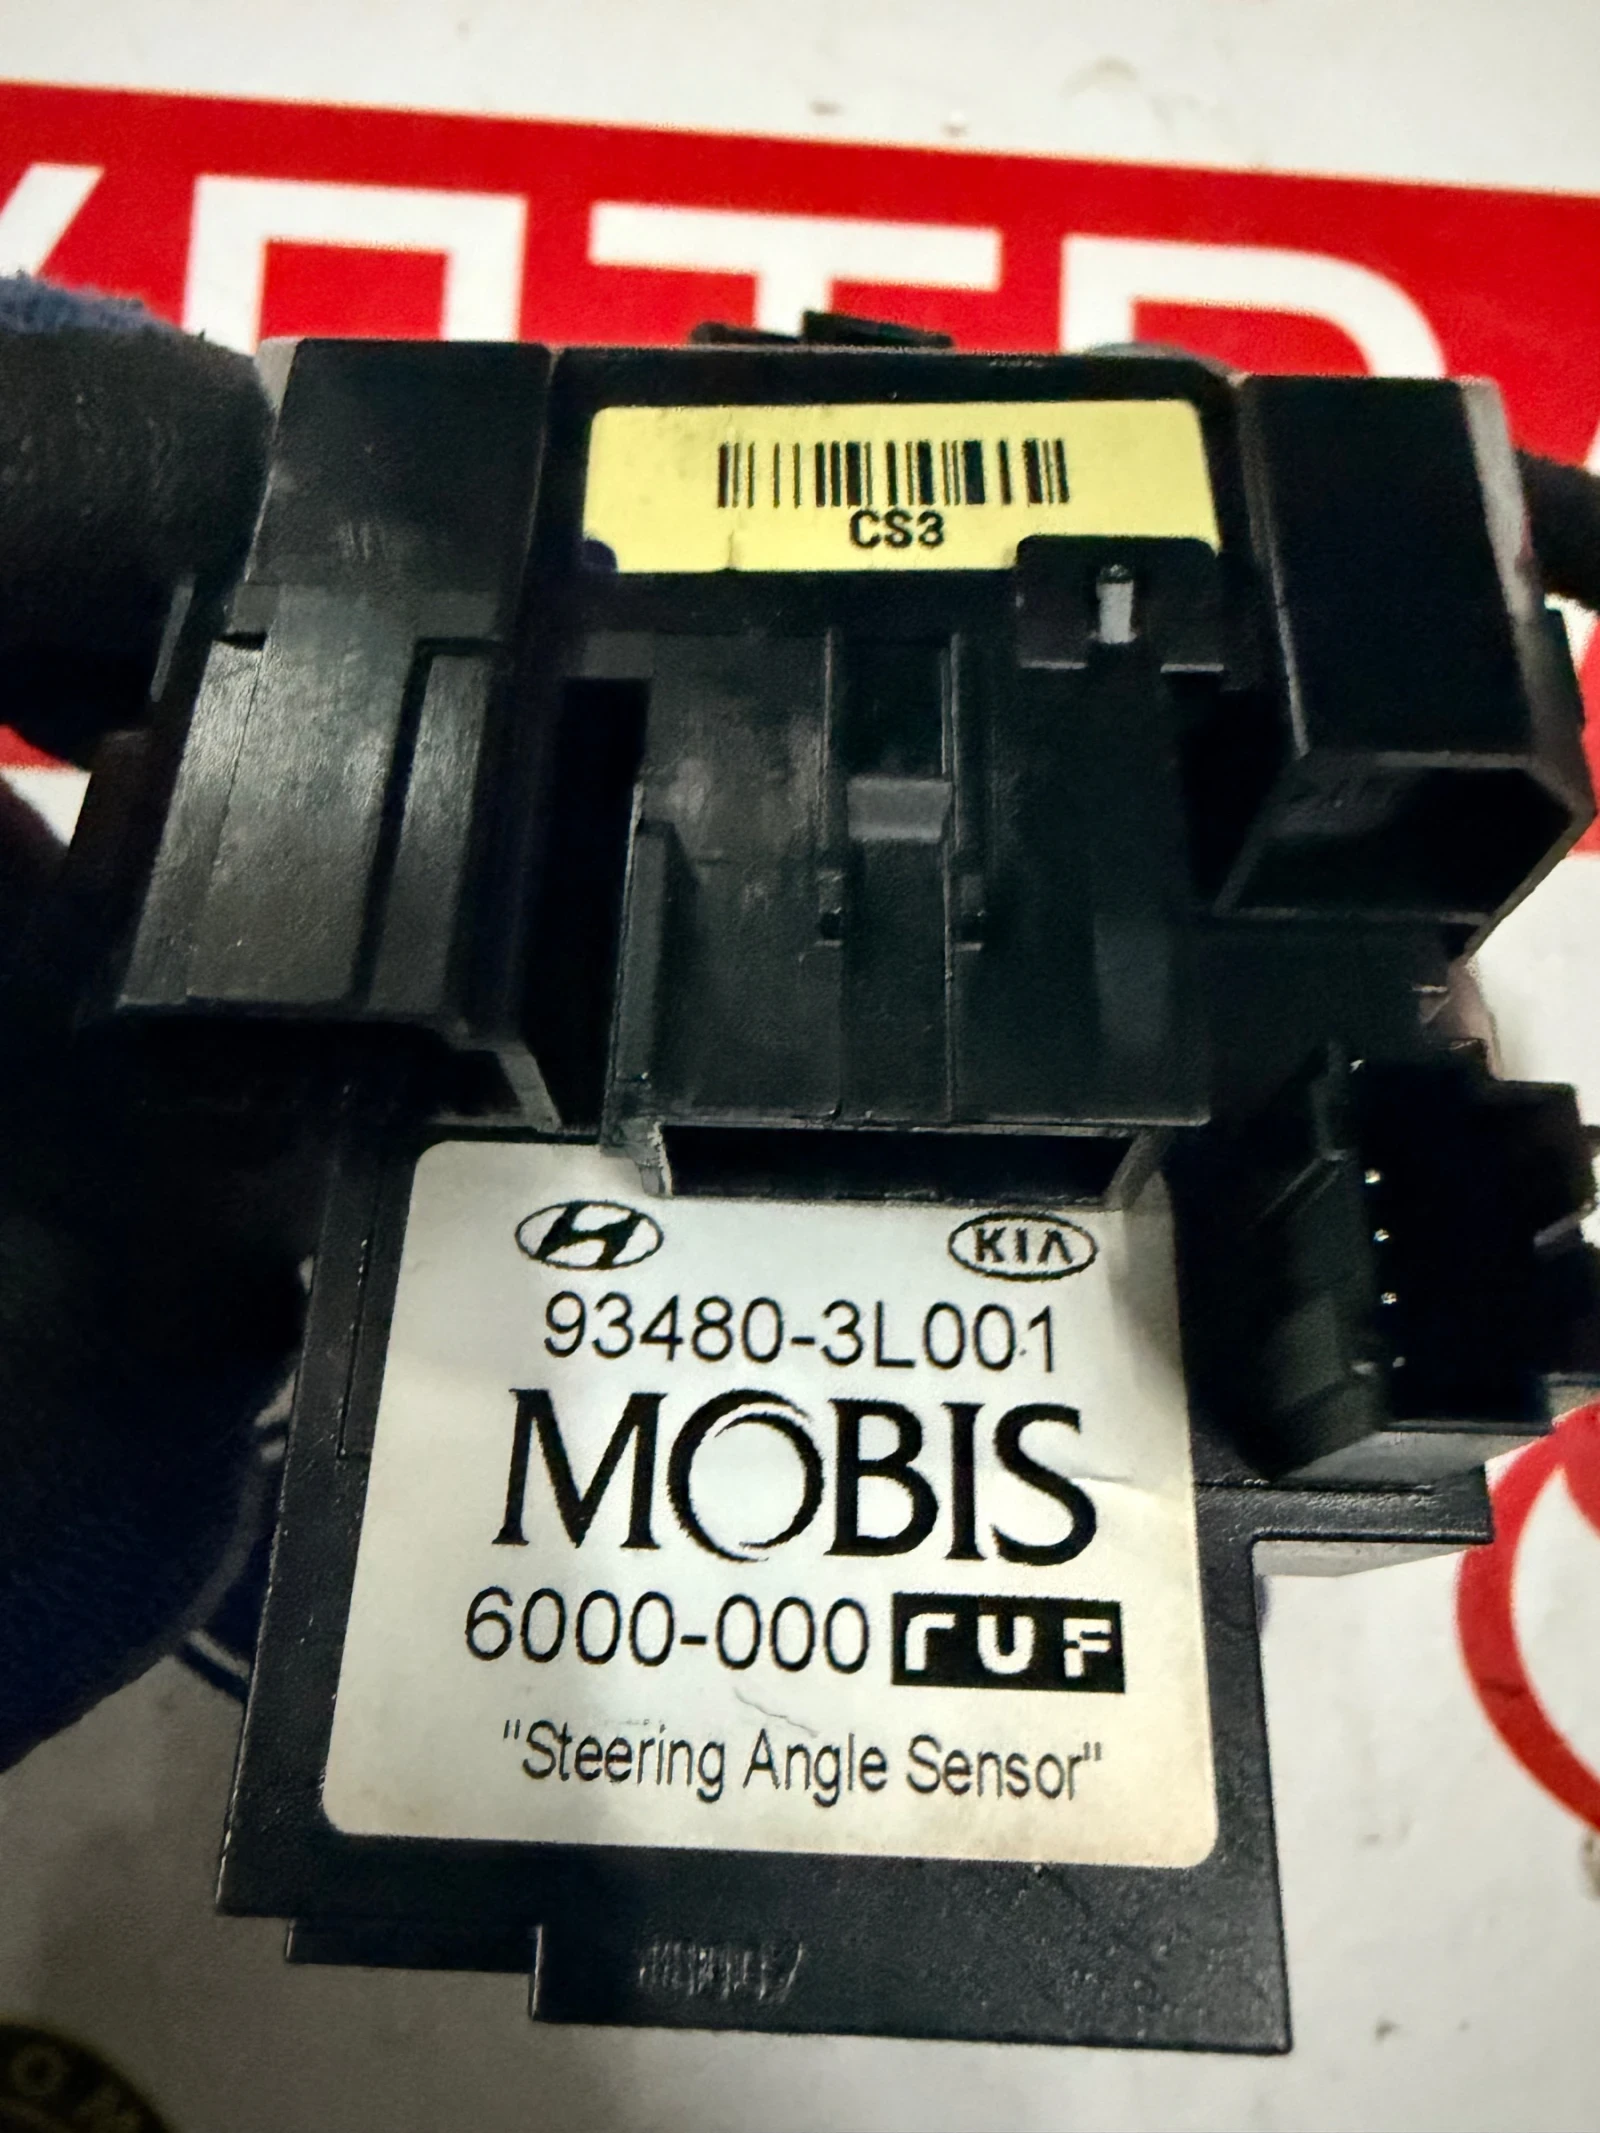 CS3
KIA
93480-3L001
MOBIS
6000-000 ruf
"Steering Angle Sensor"